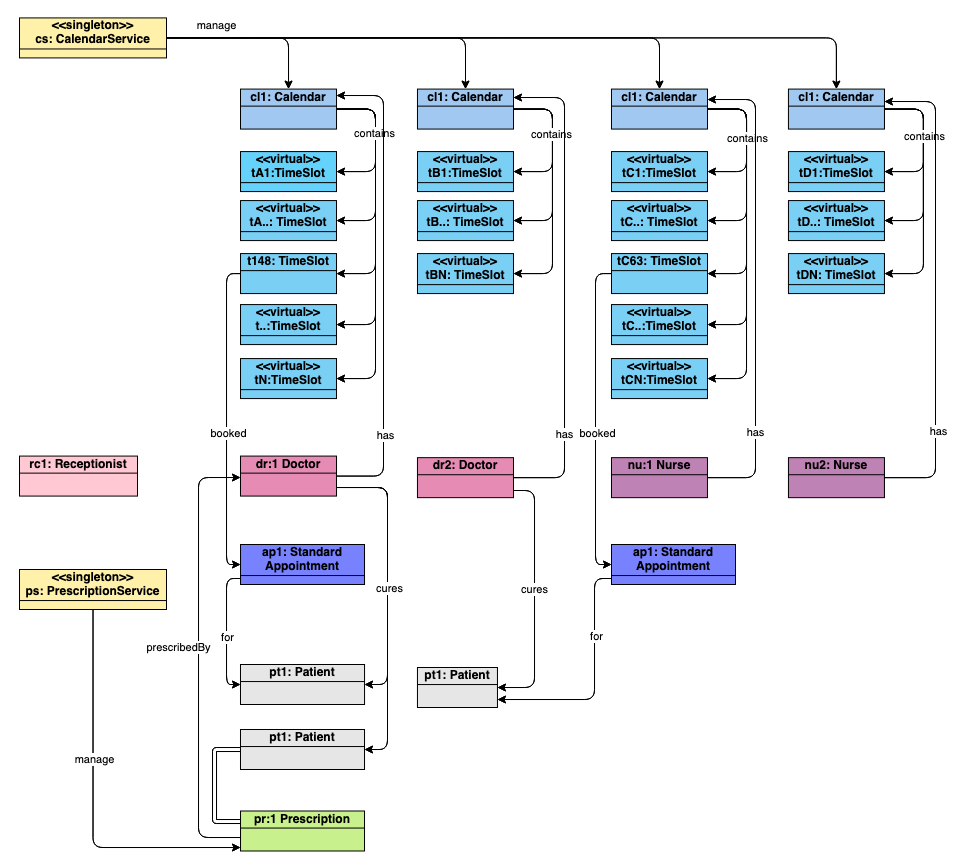 <<singleton>>
cs: CalendarService
manage
cl1: Calendar
cl1: Calendar
cl1: Calendar
cl1: Calendar
contains
contains
contains
contains
<<virtual>>
tA1:TimeSlot
<<virtual>>
tB1:TimeSlot
<<virtual>>
tC1:TimeSlot
<<virtual>>
tD1:TimeSlot
<<virtual>>
tA..: TimeSlot
<<virtual>>
tB..: TimeSlot
<<virtual>>
tC..: TimeSlot
<<virtual>>
tD..: TimeSlot
t148: TimeSlot
<<virtual>>
tBN: TimeSlot
tC63: TimeSlot
<<virtual>>
tDN: TimeSlot
<<virtual>>
t..:TimeSlot
<<virtual>>
tC..:TimeSlot
<<virtual>>
tN:TimeSlot
<<virtual>>
tCN:TimeSlot
booked
has
has
booked
has
has
rc1: Receptionist
dr:1 Doctor
dr2: Doctor
nu:1 Nurse
nu2: Nurse
ap1: Standard
Appointment
ap1: Standard
Appointment
<<singleton>>
ps: PrescriptionService
cures
cures
prescribedBy
for
for
pt1: Patient
pt1: Patient
pt1: Patient
manage
pr:1 Prescription